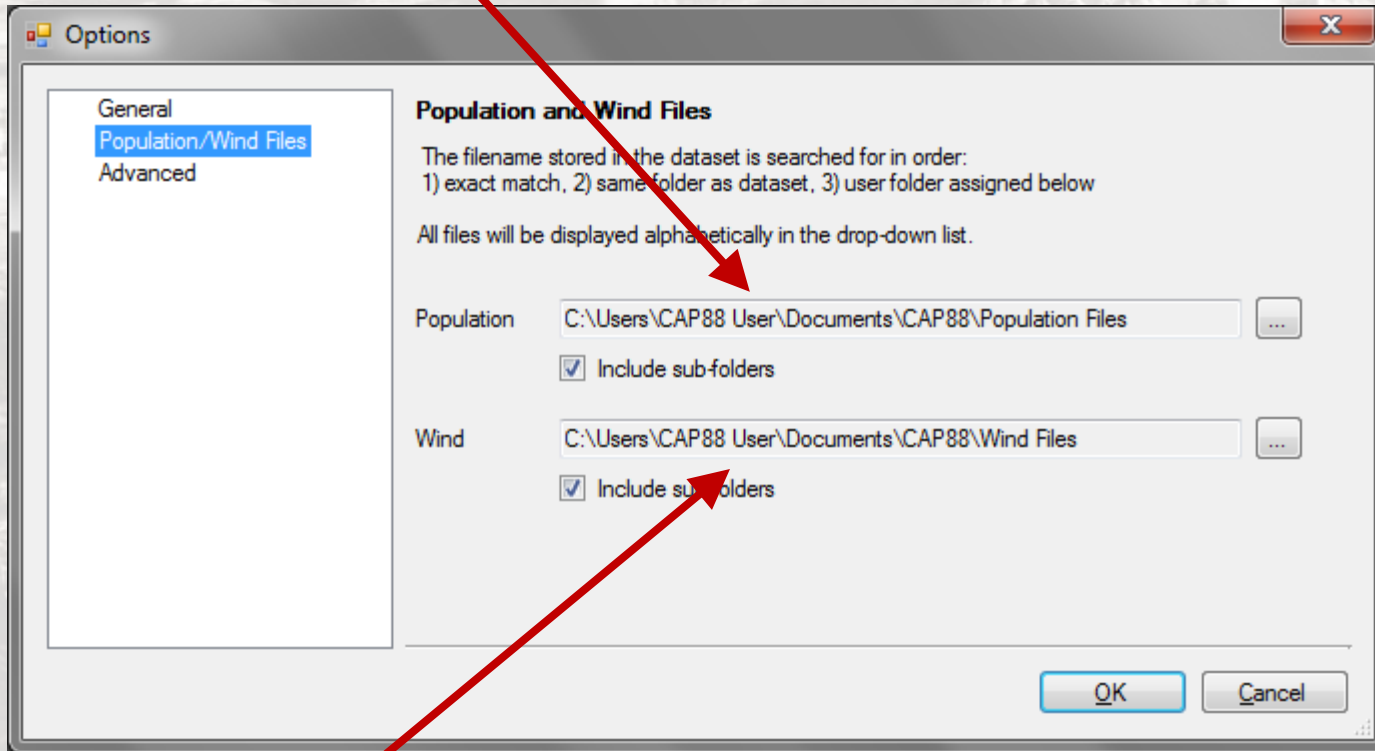 Options
General
Population/Wind Files
Advanced
Population and Wind Files
The filename stored in the dataset is searched for in order:
1) exact match, 2) same folder as dataset, 3) user folder assigned below
All files will be displayed alphabetically in the drop-down list.
Population C:\Users\CAP88 User\Documents\CAP88\Population Files ...
Include sub-folders
Wind C:\Users\CAP88 User\Documents\CAP88\Wind Files ...
Include sub-folders
OK Cancel